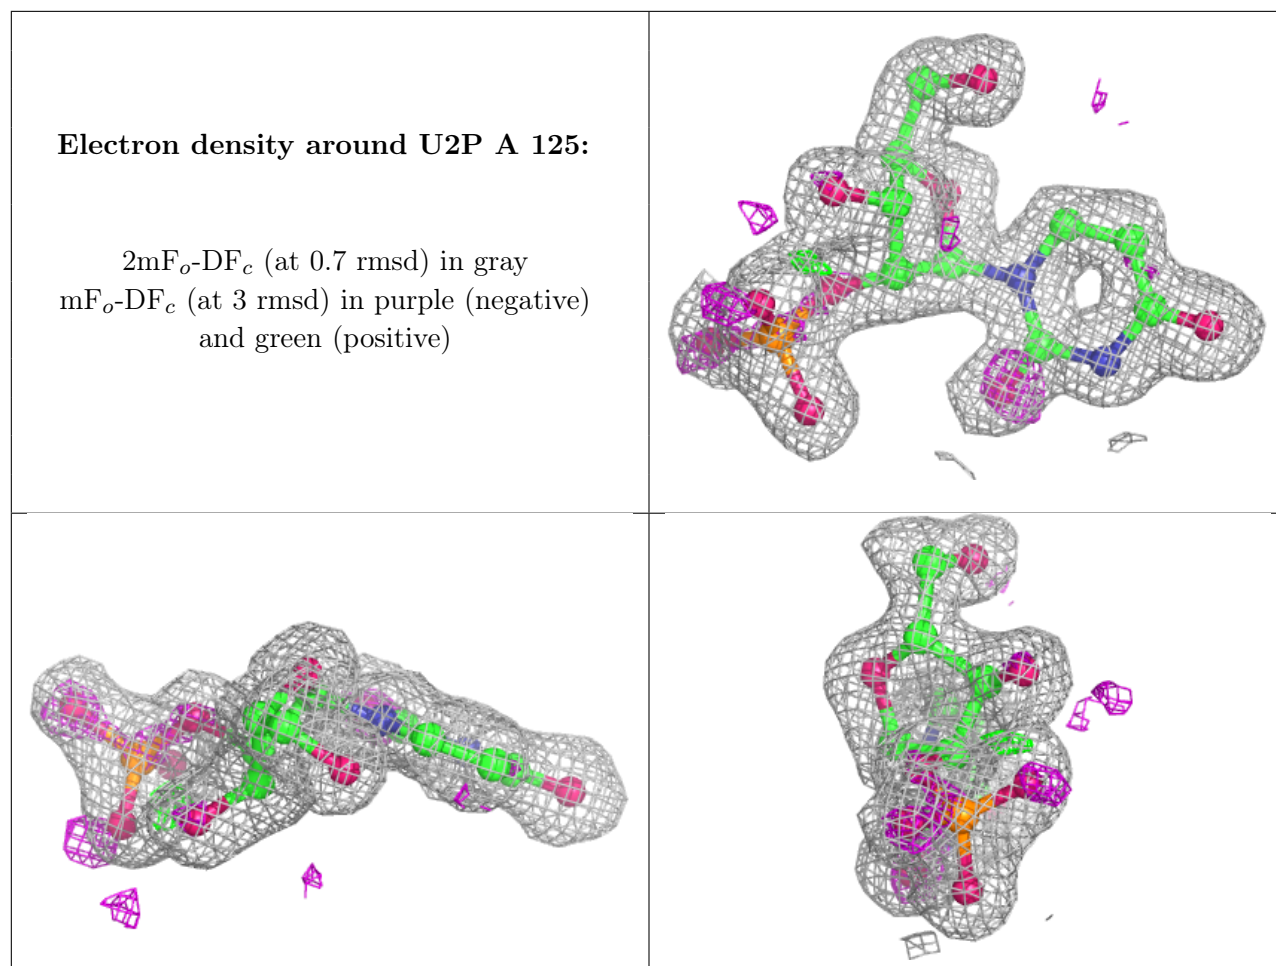 Electron density around U2P A 125:
2mFₒ-DF𝒸 (at 0.7 rmsd) in gray
mFₒ-DF𝒸 (at 3 rmsd) in purple (negative)
and green (positive)